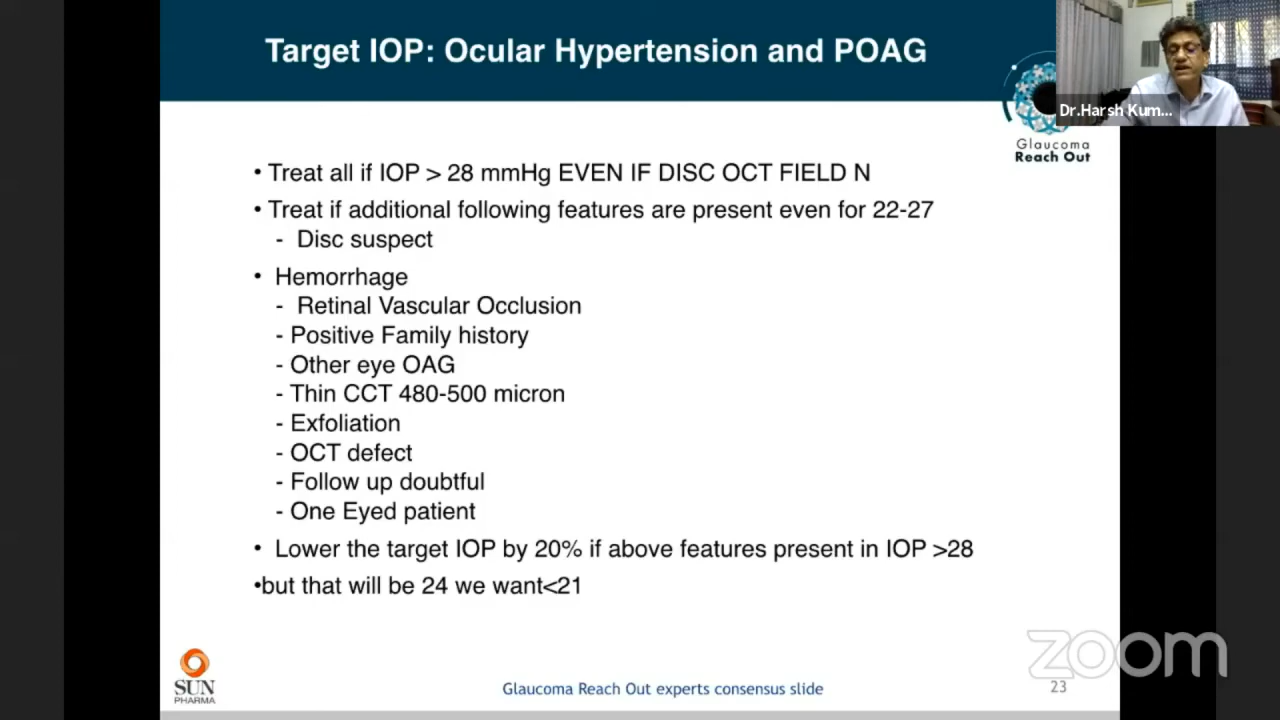 Target IOP: Ocular Hypertension and POAG
Dr.Harsh Kum...
Glaucoma
Reach Out
• Treat all if IOP > 28 mmHg EVEN IF DISC OCT FIELD N
• Treat if additional following features are present even for 22-27
- Disc suspect
• Hemorrhage
- Retinal Vascular Occlusion
- Positive Family history
- Other eye OAG
- Thin CCT 480-500 micron
- Exfoliation
- OCT defect
- Follow up doubtful
- One Eyed patient
• Lower the target IOP by 20% if above features present in IOP >28
•but that will be 24 we want<21
zoom
SUN
PHARMA
Glaucoma Reach Out experts consensus slide
23